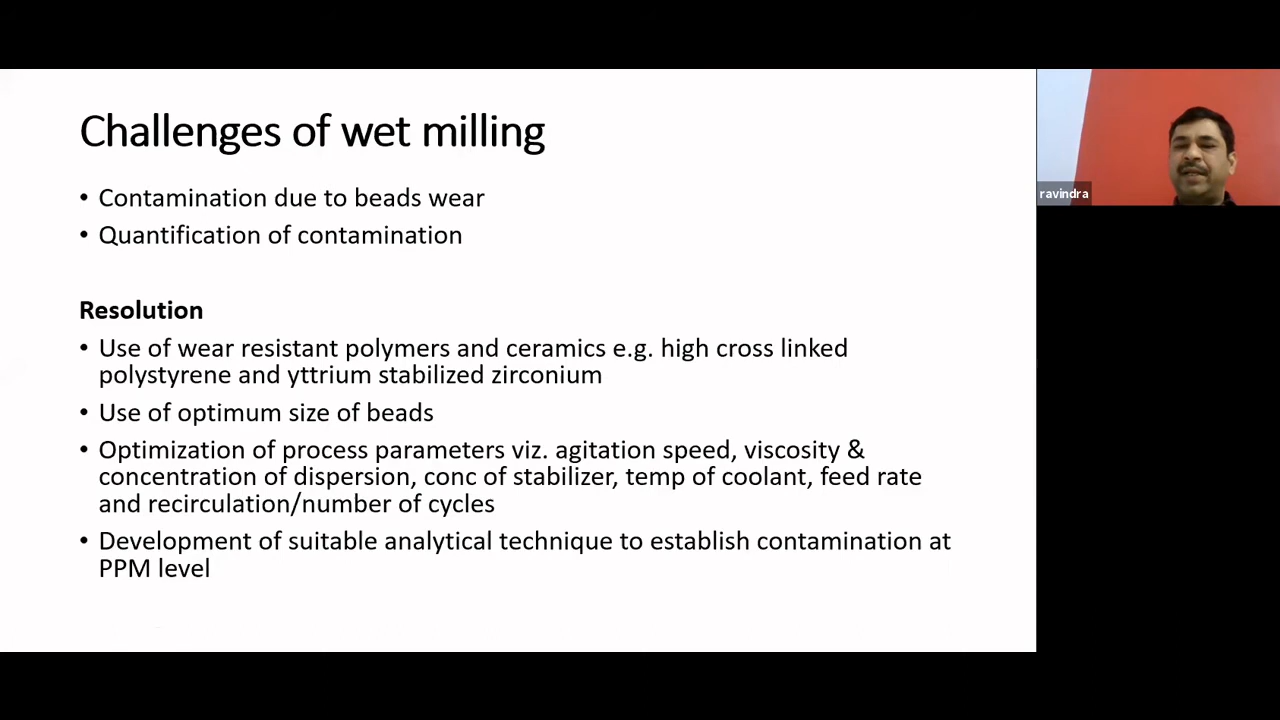 Challenges of wet milling
• Contamination due to beads wear
• Quantification of contamination
Resolution
• Use of wear resistant polymers and ceramics e.g. high cross linked
polystyrene and yttrium stabilized zirconium
• Use of optimum size of beads
• Optimization of process parameters viz. agitation speed, viscosity &
concentration of dispersion, conc of stabilizer, temp of coolant, feed rate
and recirculation/number of cycles
• Development of suitable analytical technique to establish contamination at
PPM level
ravindra